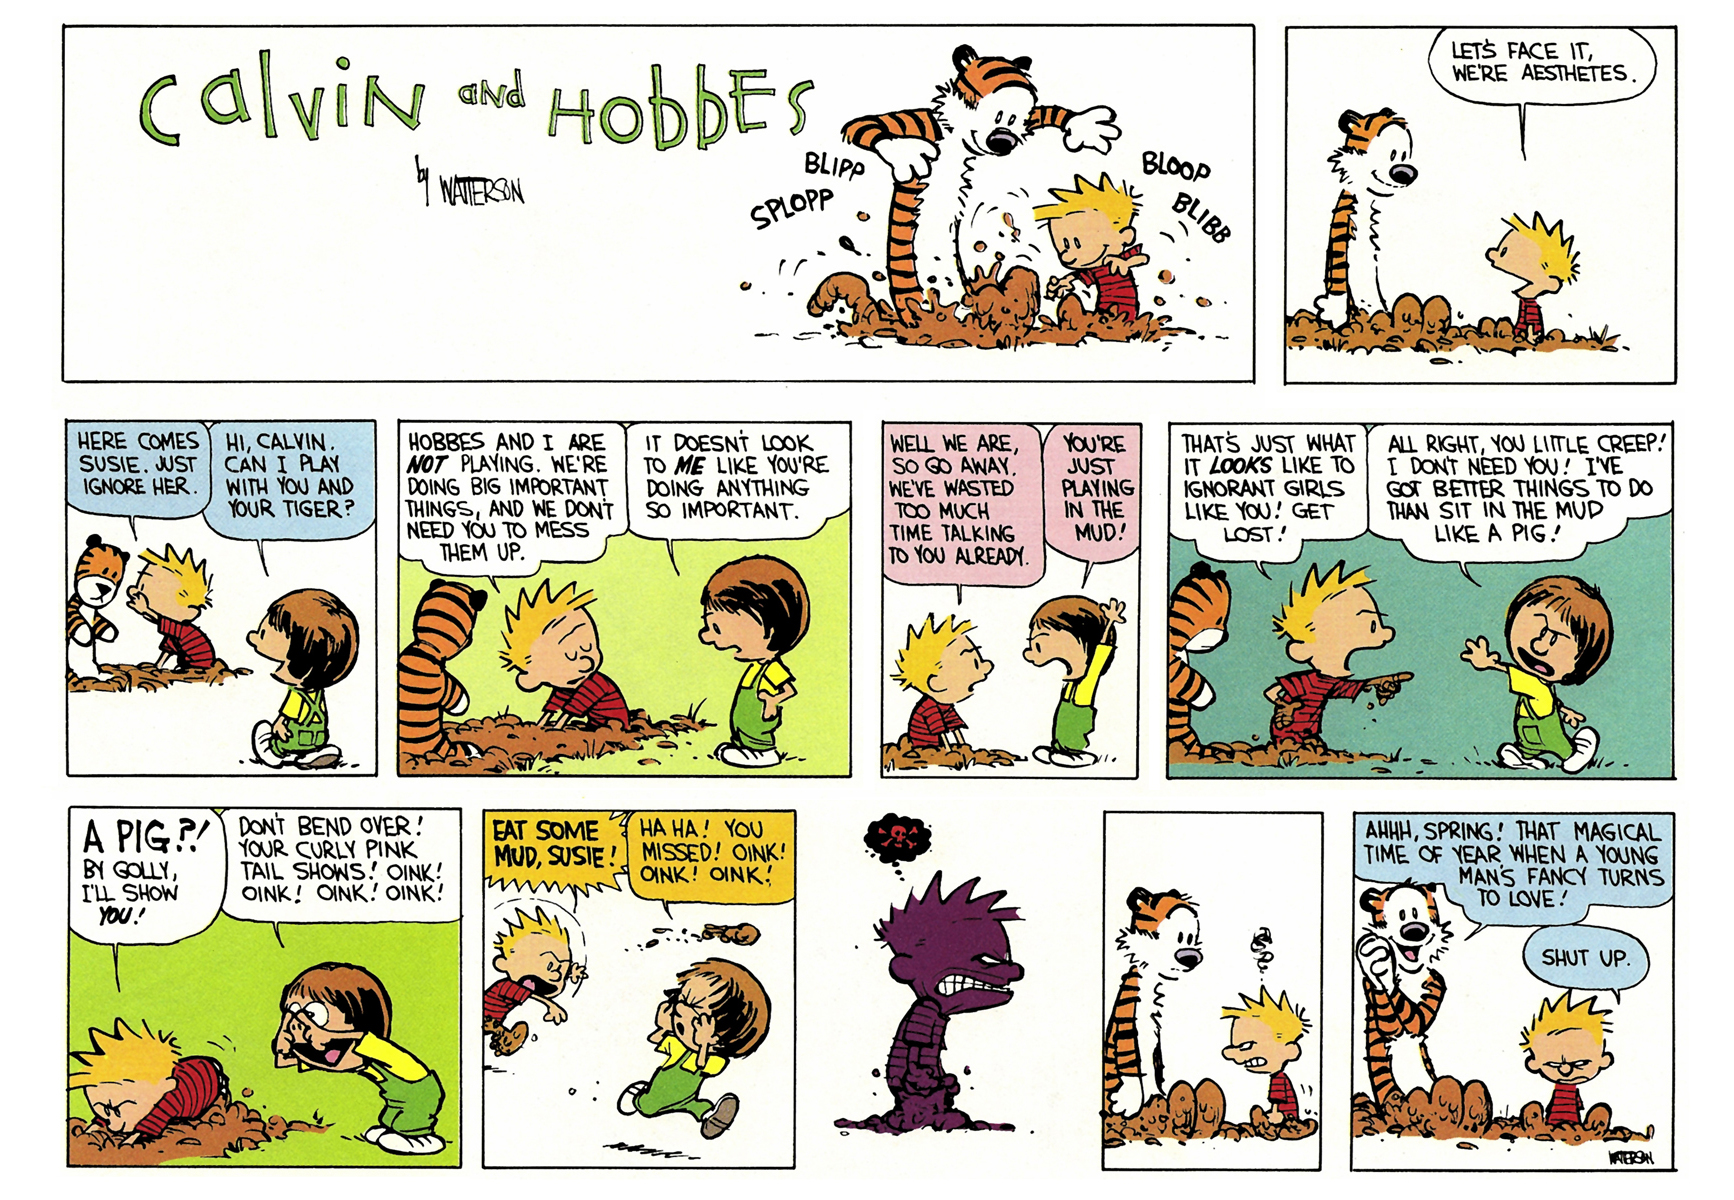 Calvin and Hobbes
by WATTERSON
BLIPP
SPLOPP
BLOOP
BLIBB
LET'S FACE IT,
WE'RE AESTHETES.
HERE COMES
SUSIE. JUST
IGNORE HER.
HI, CALVIN.
CAN I PLAY
WITH YOU AND
YOUR TIGER?
HOBBES AND I ARE
NOT PLAYING. WE'RE
DOING BIG IMPORTANT
THINGS, AND WE DON'T
NEED YOU TO MESS
THEM UP.
IT DOESN'T LOOK
TO ME LIKE YOU'RE
DOING ANYTHING
SO IMPORTANT.
WELL WE ARE,
SO GO AWAY.
WE'VE WASTED
TOO MUCH
TIME TALKING
TO YOU ALREADY.
YOU'RE
JUST
PLAYING
IN THE
MUD!
THAT'S JUST WHAT
IT LOOKS LIKE TO
IGNORANT GIRLS
LIKE YOU! GET
LOST!
ALL RIGHT, YOU LITTLE CREEP!
I DON'T NEED YOU! I'VE
GOT BETTER THINGS TO DO
THAN SIT IN THE MUD
LIKE A PIG!
A PIG?!
BY GOLLY,
I'LL SHOW
YOU!
DON'T BEND OVER!
YOUR CURLY PINK
TAIL SHOWS! OINK!
OINK! OINK! OINK!
EAT SOME
MUD, SUSIE!
HA HA! YOU
MISSED! OINK!
OINK! OINK!
AHHH, SPRING! THAT MAGICAL
TIME OF YEAR WHEN A YOUNG
MAN'S FANCY TURNS
TO LOVE!
SHUT UP.
WATERSON